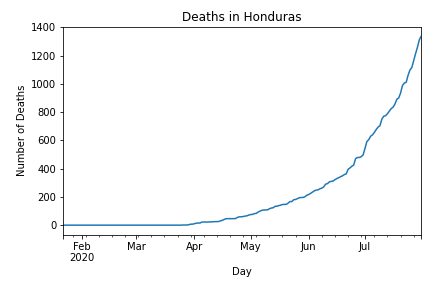 Deaths in Honduras
Number of Deaths
1400
1200
1000
800
600
400
200
0
Feb
2020
Mar
Apr
May
Jun
Jul
Day